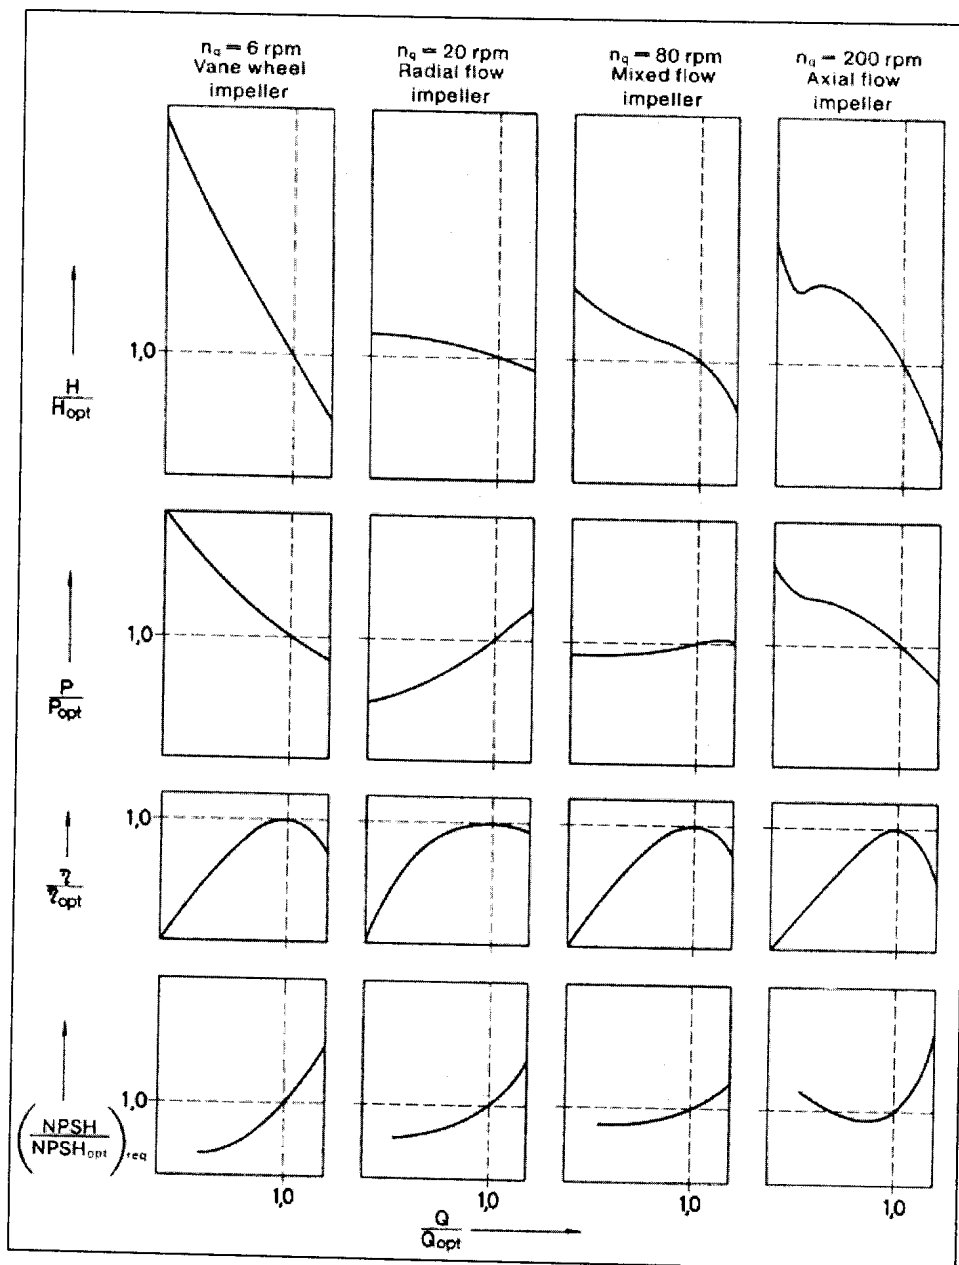 n_q = 6 rpm
Vane wheel
impeller
n_q = 20 rpm
Radial flow
impeller
n_q = 80 rpm
Mixed flow
impeller
n_q = 200 rpm
Axial flow
impeller
1,0
H
H_opt
1,0
P
P_opt
1,0
η
η_opt
1,0
(NPSH
NPSH_opt)_req
1,0
1,0
1,0
1,0
Q
Q_opt